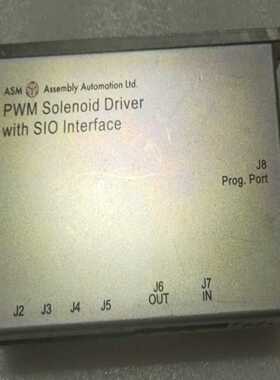 ASM Assembly Automation Ltd.
PWM Solenoid Driver
with SIO Interface
J8
Prog. Port
J2 J3 J4 J5 J6 J7
OUT IN